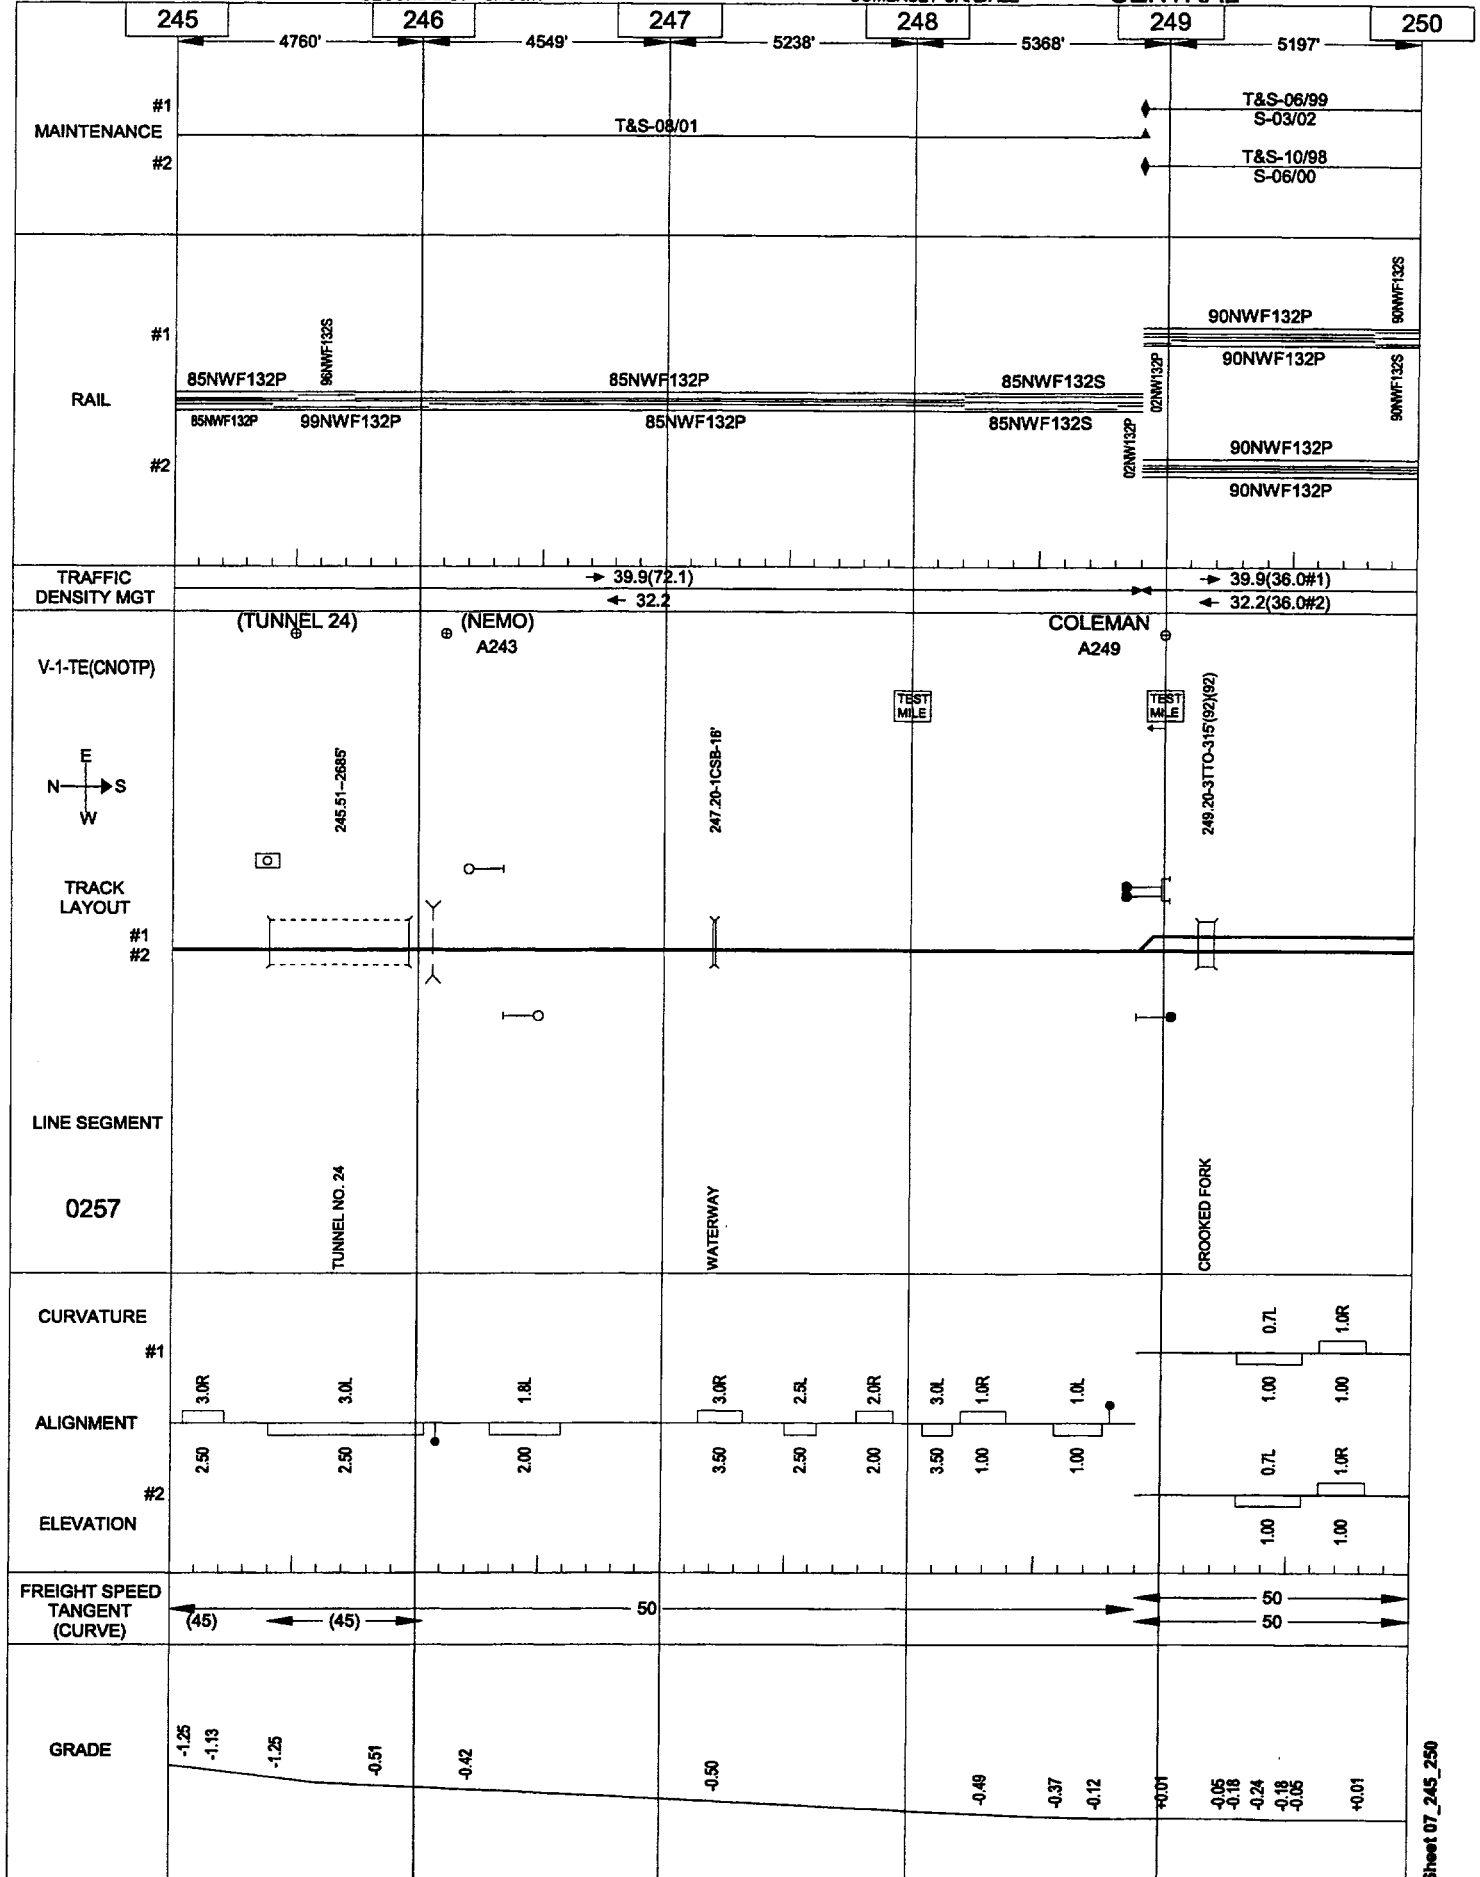 CENTRAL
245 246 247 248 249 250
4760' 4549' 5238' 5368' 5197'
#1
MAINTENANCE
#2
T&S-08/01
T&S-06/99
S-03/02
T&S-10/98
S-06/00
#1
RAIL
#2
85NWF132P
96NWF132S
85NWF132P
85NWF132S
90NWF132P
90NWF132S
85NWF132P
99NWF132P
85NWF132P
85NWF132S
02NW132P
02NW132P
90NWF132P
90NWF132S
90NWF132P
90NWF132P
TRAFFIC
DENSITY MGT
39.9(72.1)
32.2
39.9(36.0#1)
32.2(36.0#2)
(TUNNEL 24)
(NEMO)
A243
COLEMAN
A249
V-1-TE(CNOTP)
TEST
MILE
TEST
MILE
E
N S
W
245.51--2685'
247.20-1CSB-18'
249.20-3TTO-315'(92)(92)
TRACK
LAYOUT
#1
#2
LINE SEGMENT
0257
TUNNEL NO. 24
WATERWAY
CROOKED FORK
CURVATURE
#1
0.7L 1.0R
1.00 1.00
ALIGNMENT
3.0R 3.0L 1.8L 3.0R 2.5L 2.0R 3.0L 1.0R 1.0L
2.50 2.50 2.00 3.50 2.50 2.00 3.50 1.00 1.00
#2
0.7L 1.0R
1.00 1.00
ELEVATION
FREIGHT SPEED
TANGENT
(CURVE)
(45) (45) 50 50
50
GRADE
-1.25 -1.13 -1.25 -0.51 -0.42 -0.50 -0.49 -0.37 -0.12 +0.01 -0.05 -0.18 -0.24 -0.18 -0.05 +0.01
Sheet 07_245_250